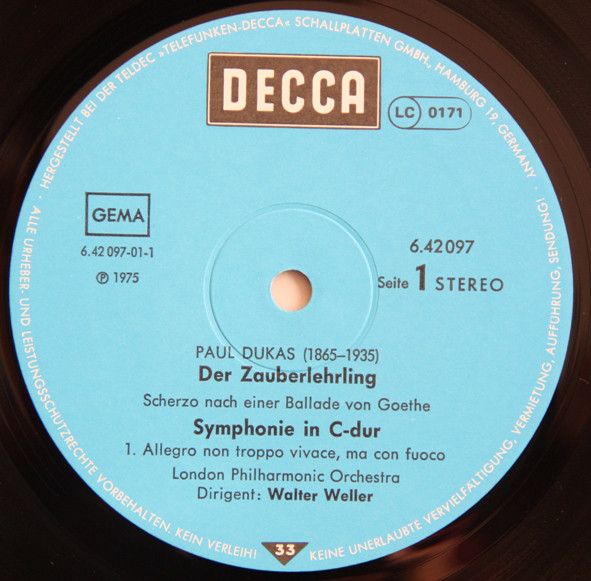 HERGESTELLT BEI DER TELDEC »TELEFUNKEN-DECCA« SCHALLPLATTEN GMBH., HAMBURG 19, GERMANY
DECCA
LC 0171
GEMA
6.42 097-01-1
Ⓟ 1975
6.42097
Seite 1 STEREO
PAUL DUKAS (1865–1935)
Der Zauberlehrling
Scherzo nach einer Ballade von Goethe
Symphonie in C-dur
1. Allegro non troppo vivace, ma con fuoco
London Philharmonic Orchestra
Dirigent: Walter Weller
33
· ALLE URHEBER- UND LEISTUNGSSCHUTZRECHTE VORBEHALTEN. KEIN VERLEIH! KEINE UNERLAUBTE VERVIELFÄLTIGUNG, VERMIETUNG, AUFFÜHRUNG, SENDUNG!